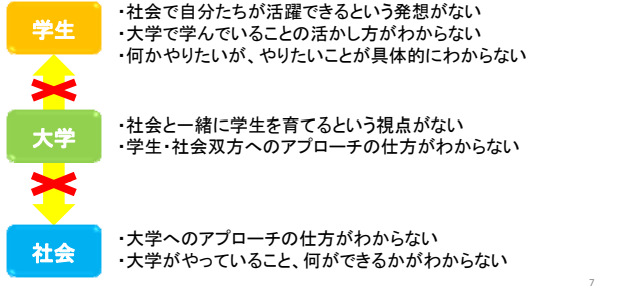 学生
・社会で自分たちが活躍できるという発想がない
・大学で学んでいることの活かし方がわからない
・何かやりたいが、やりたいことが具体的にわからない
大学
・社会と一緒に学生を育てるという視点がない
・学生・社会双方へのアプローチの仕方がわからない
社会
・大学へのアプローチの仕方がわからない
・大学がやっていること、何ができるかがわからない
7